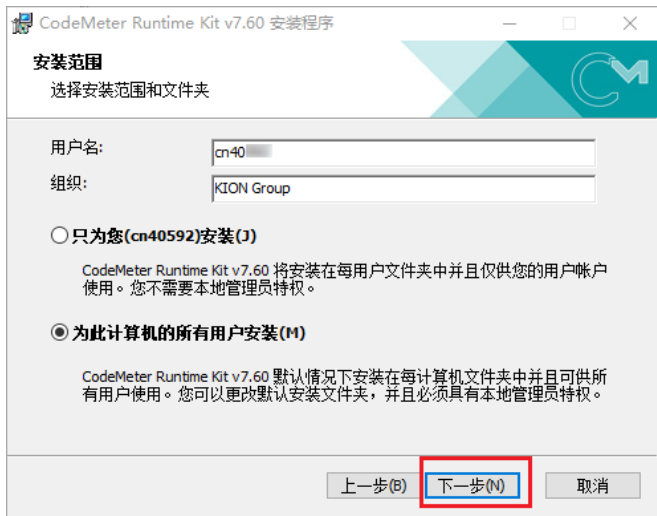 CodeMeter Runtime Kit v7.60 安装程序
安装范围
选择安装范围和文件夹
用户名:
cn40
组织:
KION Group
只为您(cn40592)安装(J)
CodeMeter Runtime Kit v7.60 将安装在每用户文件夹中并且仅供您的用户帐户
使用。您不需要本地管理员特权。
为此计算机的所有用户安装(M)
CodeMeter Runtime Kit v7.60 默认情况下安装在每计算机文件夹中并且可供所
有用户使用。您可以更改默认安装文件夹，并且必须具有本地管理员特权。
上一步(B)
下一步(N)
取消